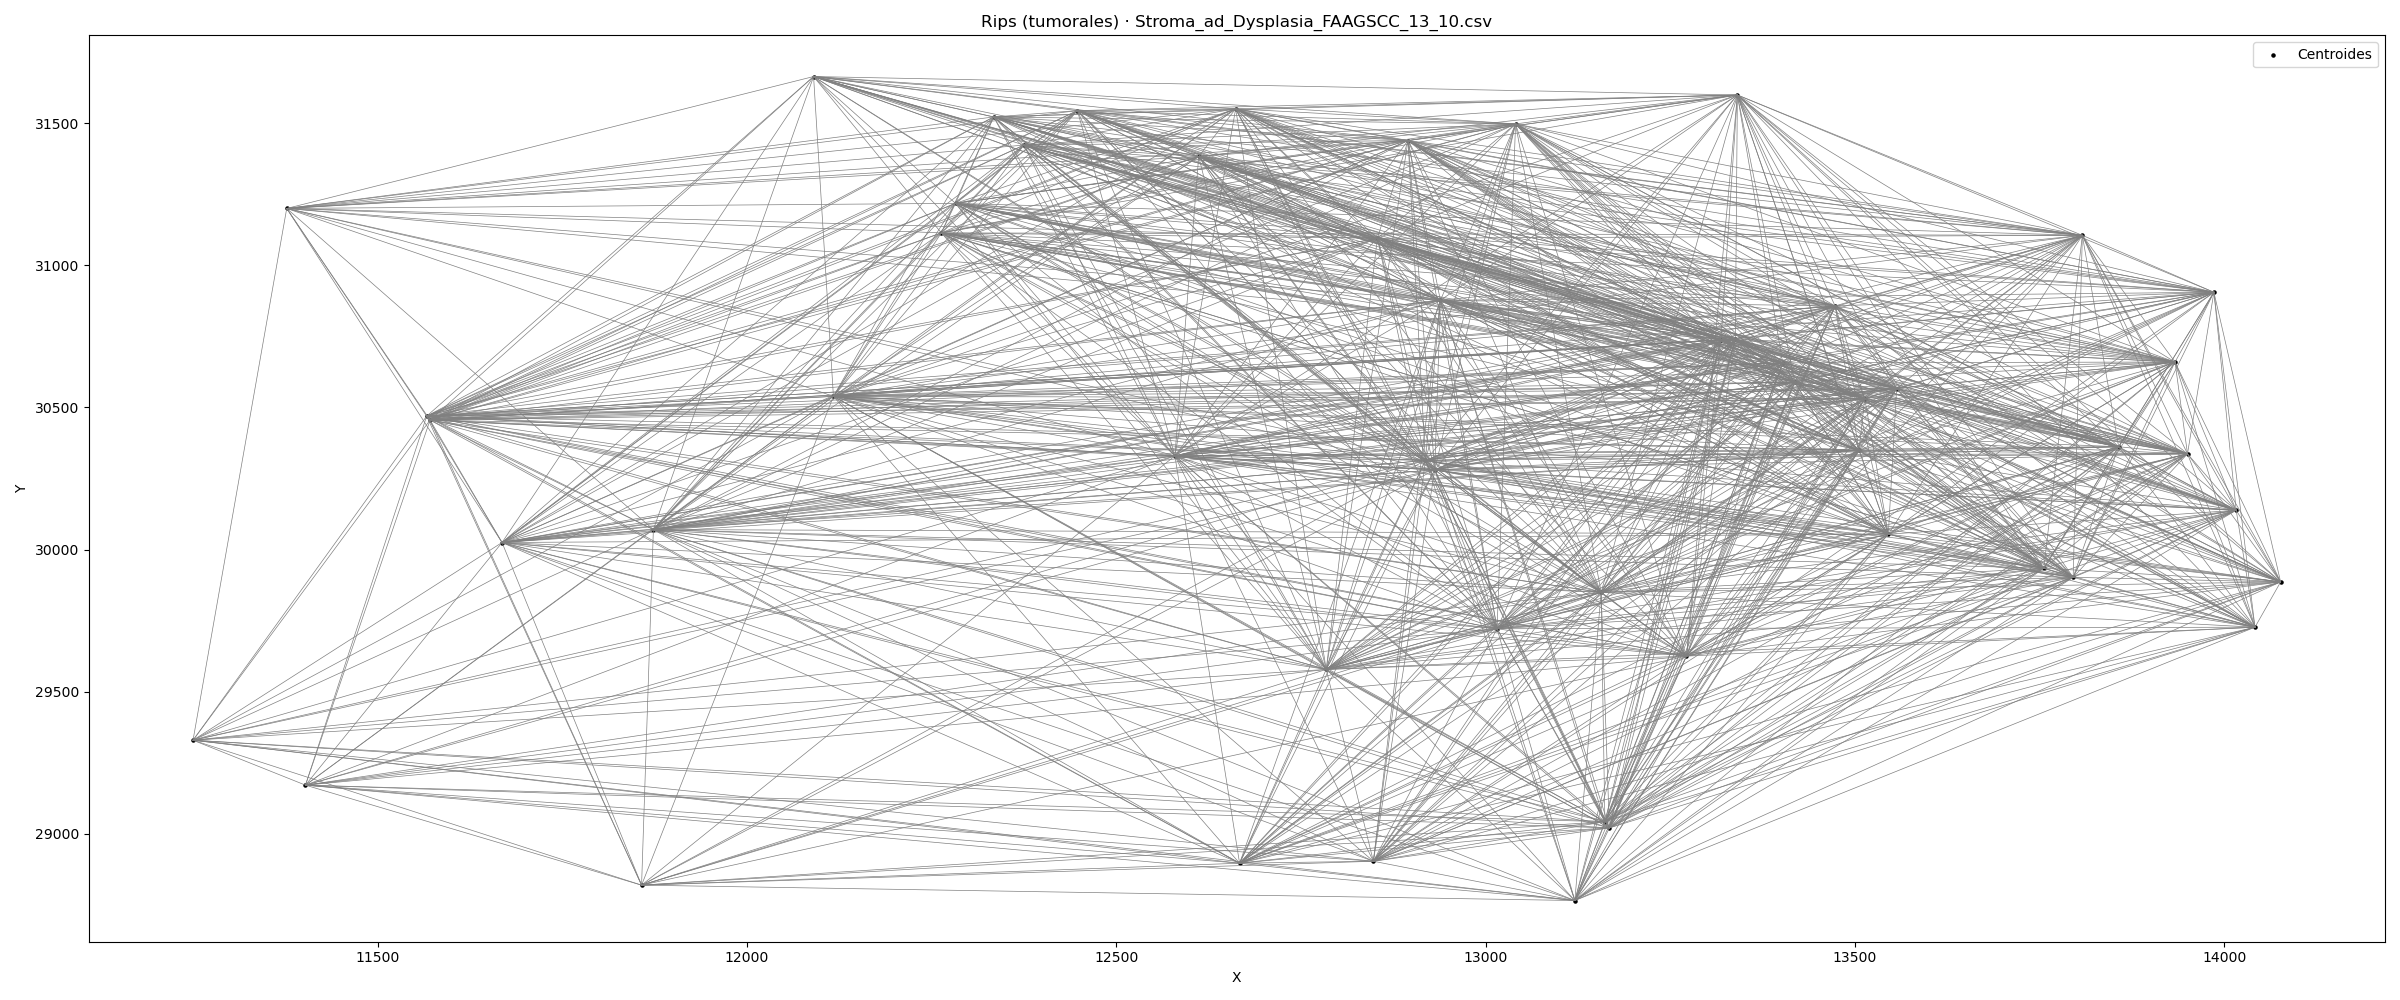 Rips (tumorales) · Stroma_ad_Dysplasia_FAAGSCC_13_10.csv
Centroides
31500
31000
30500
30000
29500
29000
Y
11500 12000 12500 13000 13500 14000
X